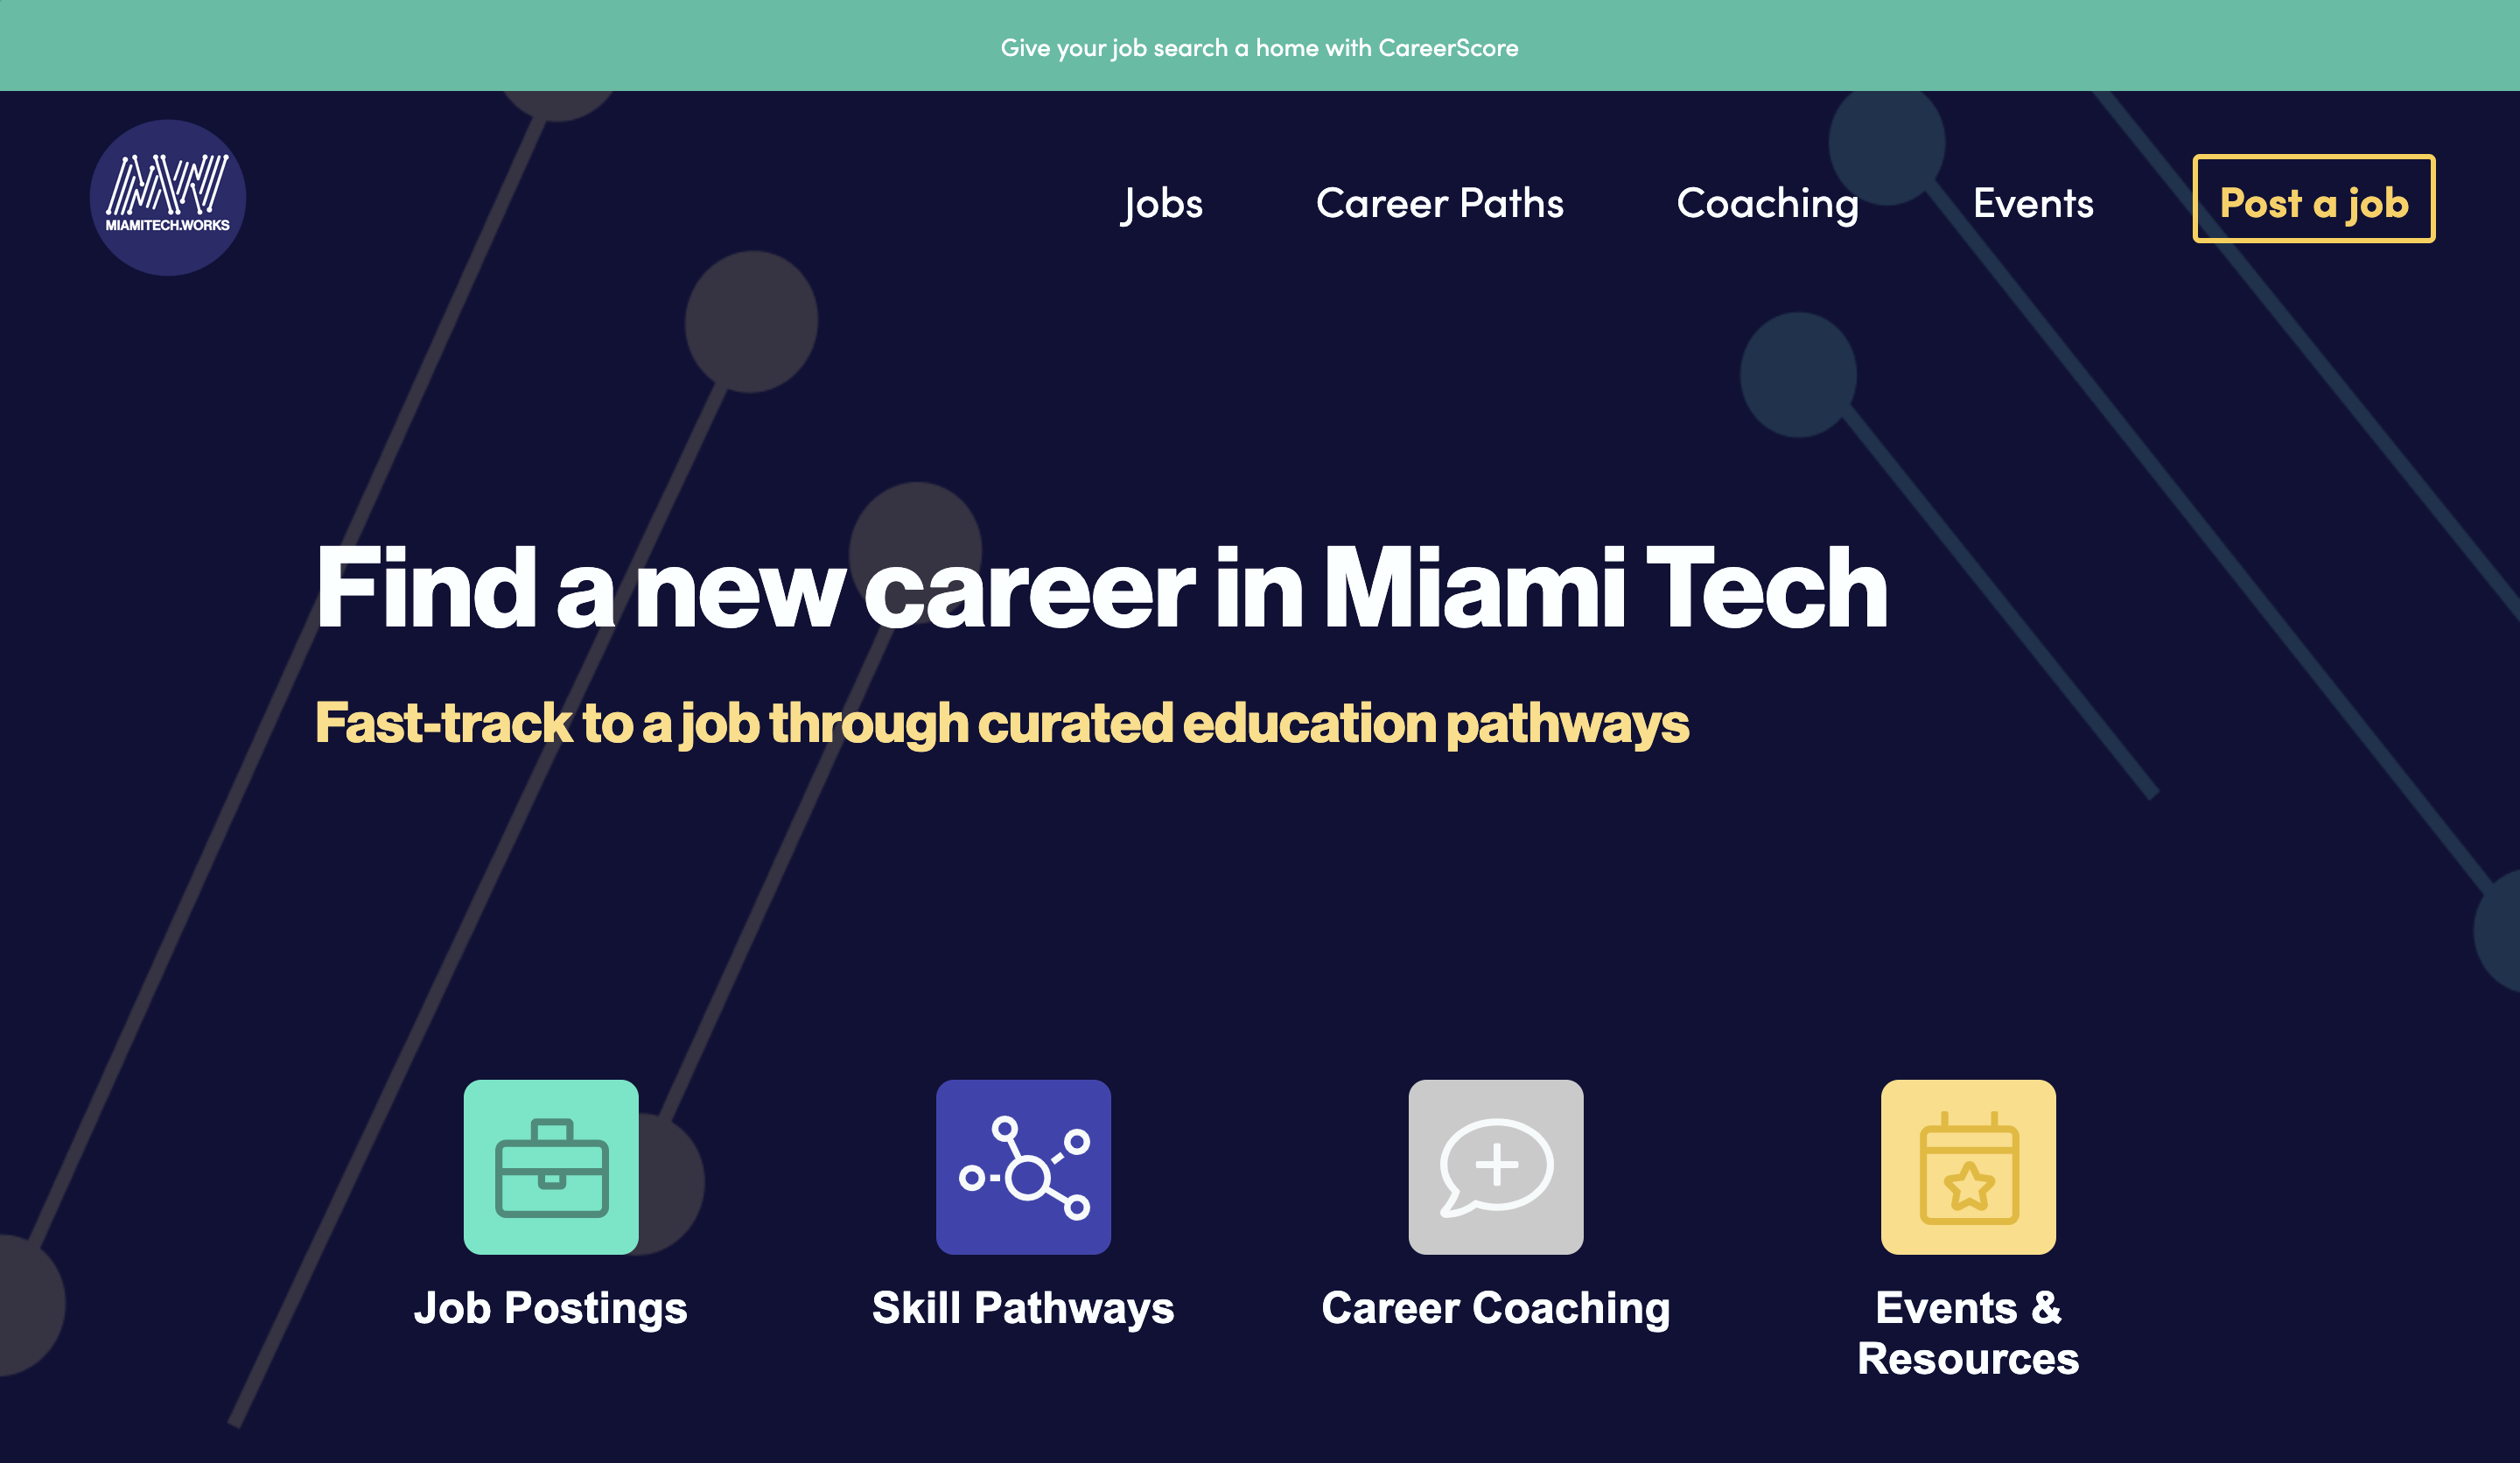 Give your job search a home with CareerScore
MIAMITECH.WORKS
Jobs
Career Paths
Coaching
Events
Post a job
Find a new career in Miami Tech
Fast-track to a job through curated education pathways
Job Postings
Skill Pathways
Career Coaching
Events &
Resources